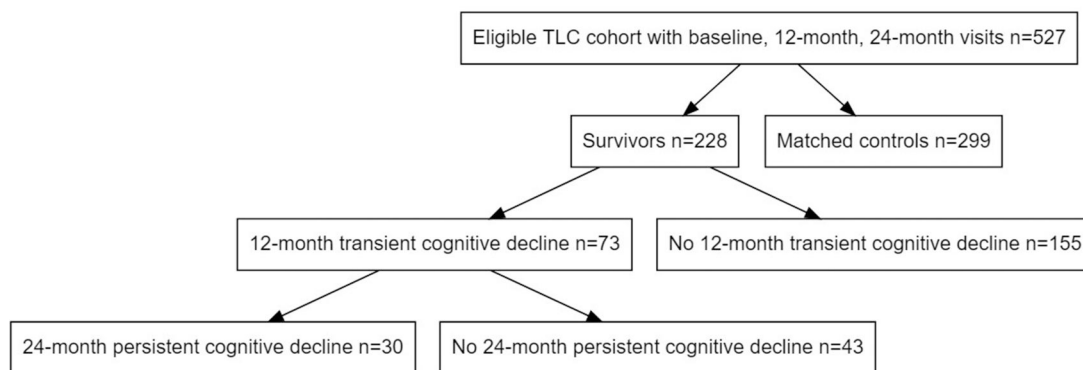 Eligible TLC cohort with baseline, 12-month, 24-month visits n=527
Survivors n=228
Matched controls n=299
12-month transient cognitive decline n=73
No 12-month transient cognitive decline n=155
24-month persistent cognitive decline n=30
No 24-month persistent cognitive decline n=43